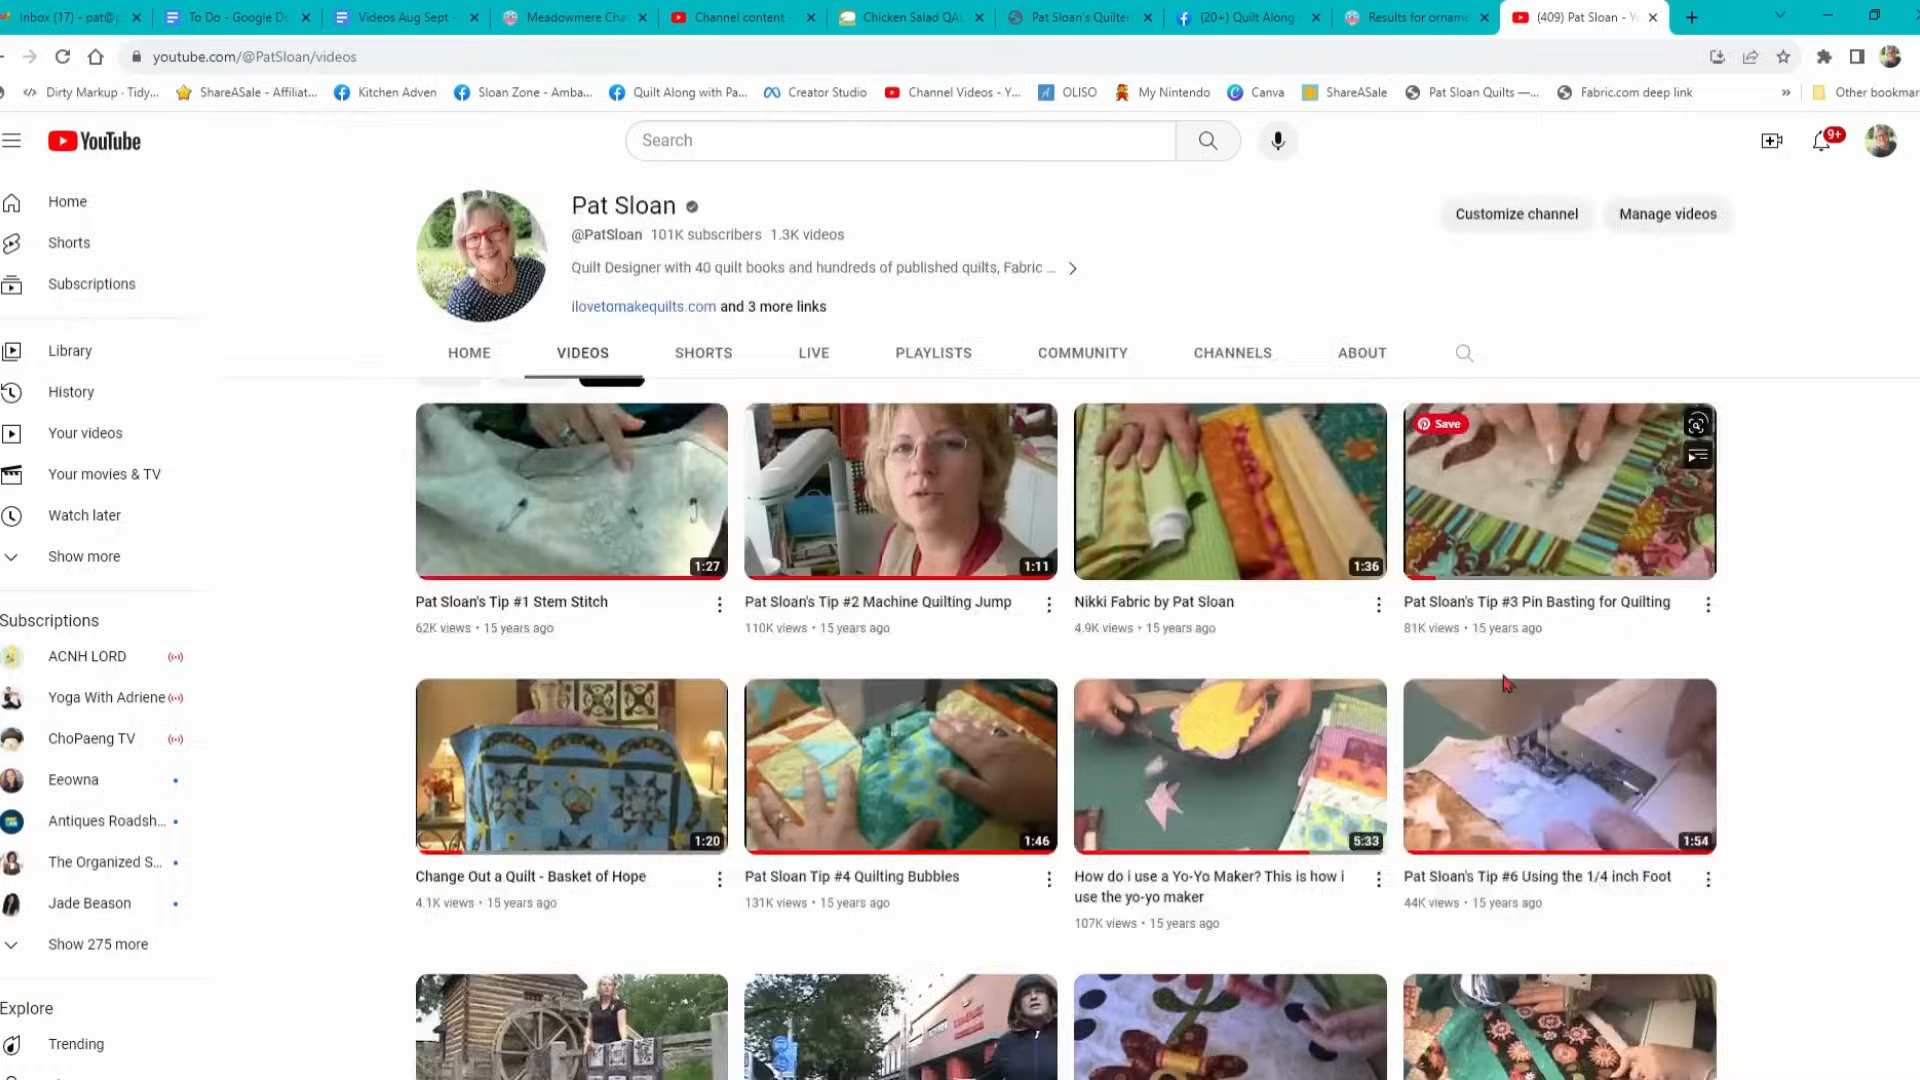 Inbox (17) - pat@p
To Do - Google Do
Videos Aug Sept -
Meadowmere Cha
Channel content -
Chicken Salad QAL
Pat Sloan's Quilter
(20+) Quilt Along
Results for orname
(409) Pat Sloan - Y
youtube.com/@PatSloan/videos
Dirty Markup - Tidy...
ShareASale - Affiliat...
Kitchen Adven
Sloan Zone - Amba...
Quilt Along with Pa...
Creator Studio
Channel Videos - Y...
OLISO
My Nintendo
Canva
ShareASale
Pat Sloan Quilts —...
Fabric.com deep link
»
Other bookmar
YouTube
Search
9+
Home
Shorts
Subscriptions
Library
History
Your videos
Your movies & TV
Watch later
Show more
Subscriptions
ACNH LORD
Yoga With Adriene
ChoPaeng TV
Eeowna
Antiques Roadsh...
The Organized S...
Jade Beason
Show 275 more
Explore
Trending
Pat Sloan
@PatSloan 101K subscribers 1.3K videos
Quilt Designer with 40 quilt books and hundreds of published quilts, Fabric ...
ilovetomakequilts.com and 3 more links
Customize channel
Manage videos
HOME
VIDEOS
SHORTS
LIVE
PLAYLISTS
COMMUNITY
CHANNELS
ABOUT
1:27
Pat Sloan's Tip #1 Stem Stitch
62K views • 15 years ago
1:11
Pat Sloan's Tip #2 Machine Quilting Jump
110K views • 15 years ago
1:36
Nikki Fabric by Pat Sloan
4.9K views • 15 years ago
Save
Pat Sloan's Tip #3 Pin Basting for Quilting
81K views • 15 years ago
1:20
Change Out a Quilt - Basket of Hope
4.1K views • 15 years ago
1:46
Pat Sloan Tip #4 Quilting Bubbles
131K views • 15 years ago
5:33
How do i use a Yo-Yo Maker? This is how i
use the yo-yo maker
107K views • 15 years ago
1:54
Pat Sloan's Tip #6 Using the 1/4 inch Foot
44K views • 15 years ago